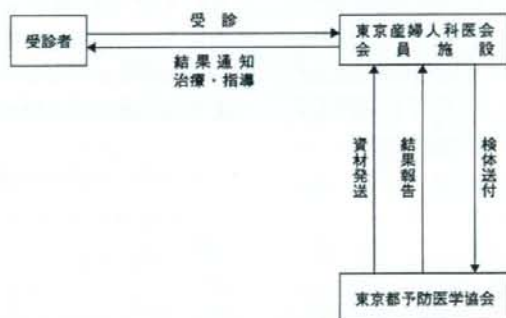 受診
受診者
東京産婦人科医会
会員施設
結果通知
治療・指導
資材発送
結果報告
検体送付
東京都予防医学協会